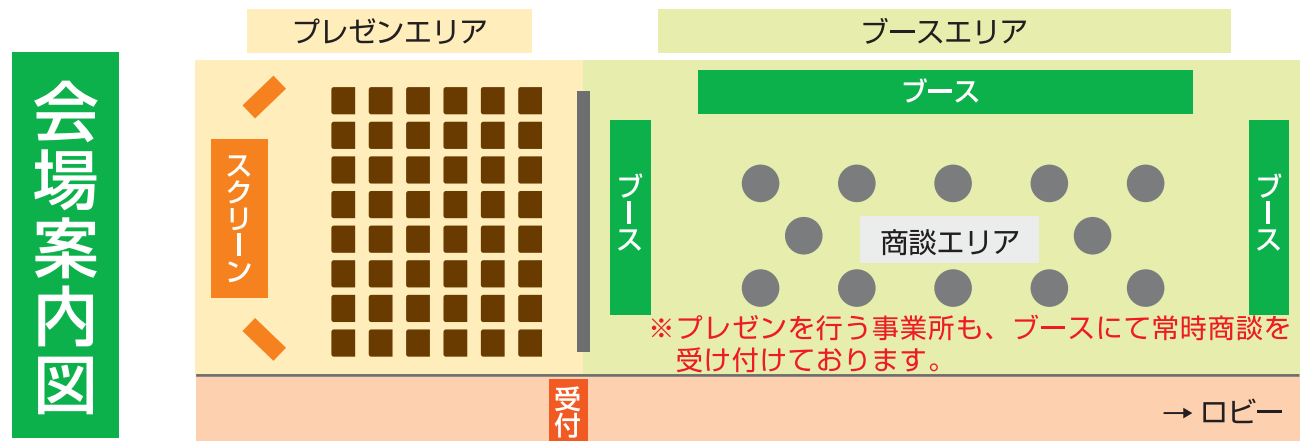 会場案内図
プレゼンエリア
ブースエリア
スクリーン
ブース
ブース
ブース
商談エリア
※プレゼンを行う事業所も、ブースにて常時商談を
受け付けております。
受付
→ロビー